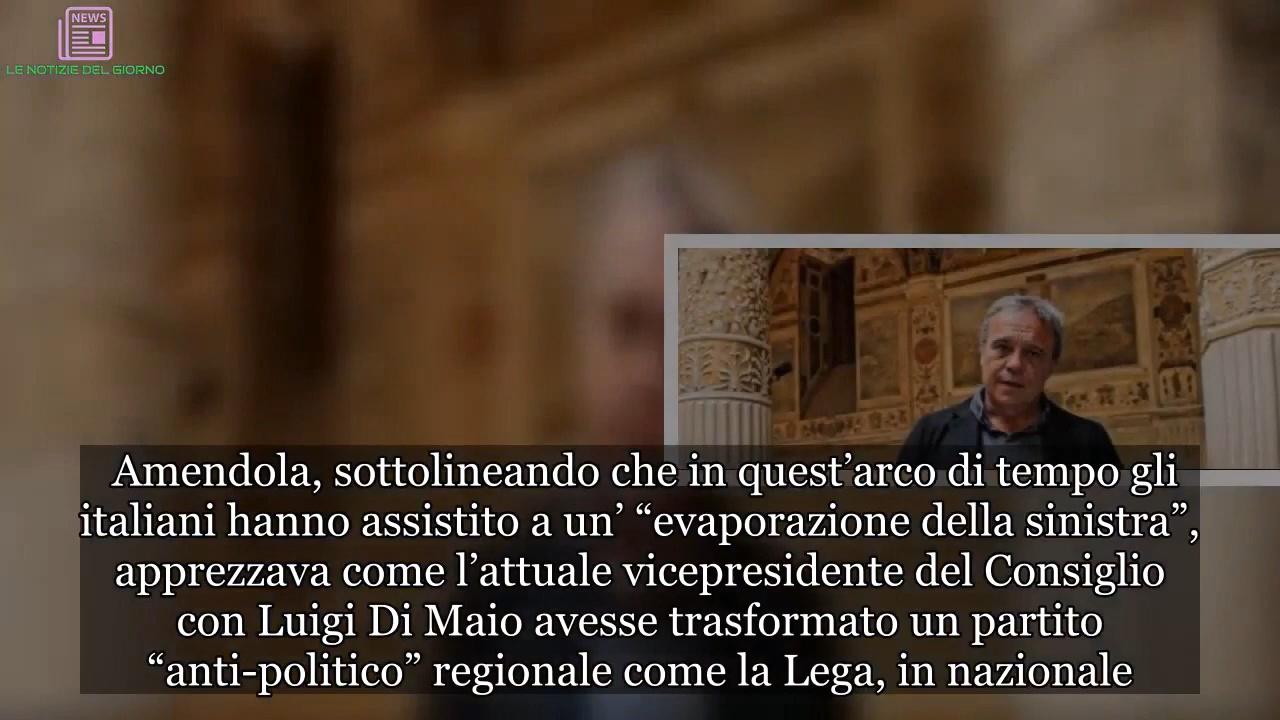 NEWS
LE NOTIZIE DEL GIORNO
Amendola, sottolineando che in quest’arco di tempo gli
italiani hanno assistito a un’ “evaporazione della sinistra”,
apprezzava come l’attuale vicepresidente del Consiglio
con Luigi Di Maio avesse trasformato un partito
“anti-politico” regionale come la Lega, in nazionale